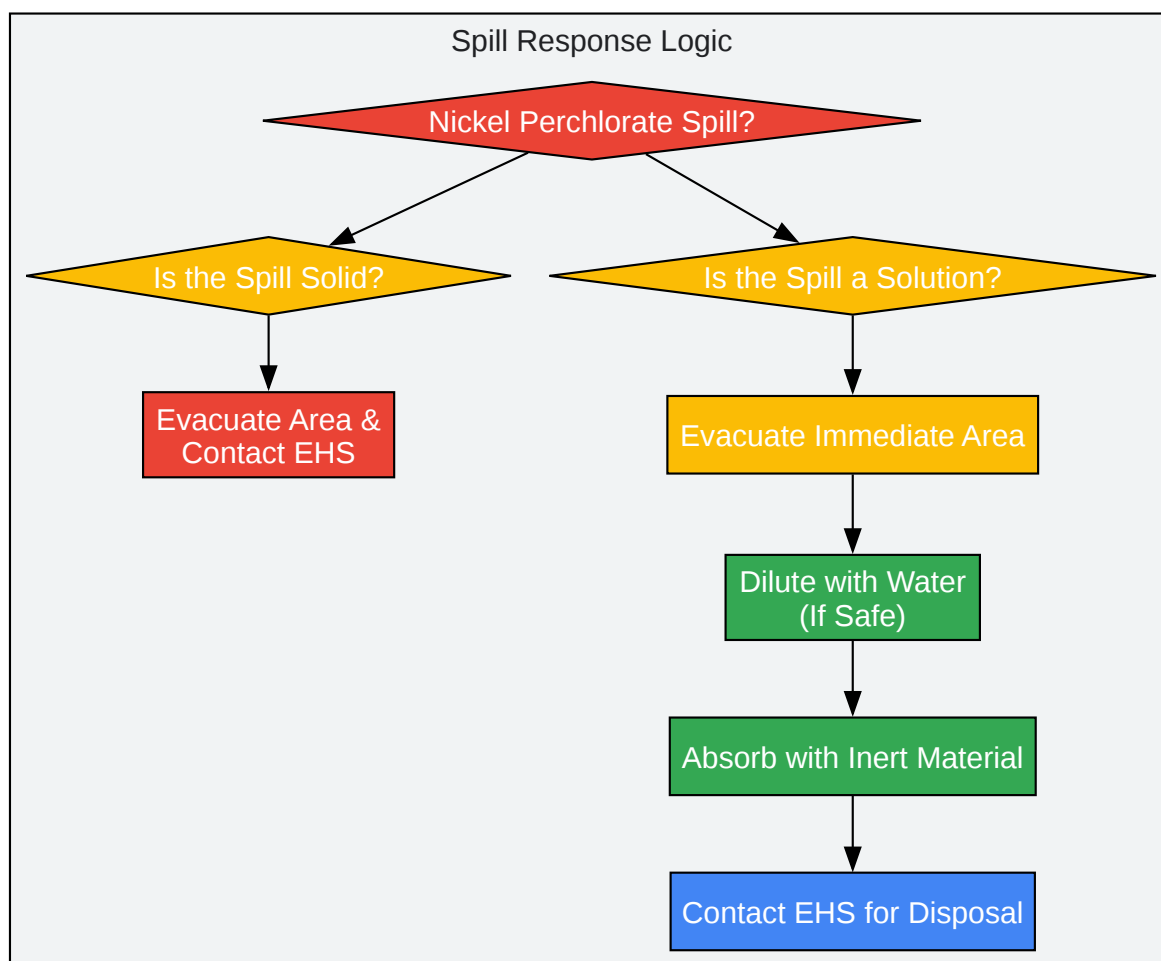 Spill Response Logic
Nickel Perchlorate Spill?
Is the Spill Solid?
Is the Spill a Solution?
Evacuate Area &
Contact EHS
Evacuate Immediate Area
Dilute with Water
(If Safe)
Absorb with Inert Material
Contact EHS for Disposal